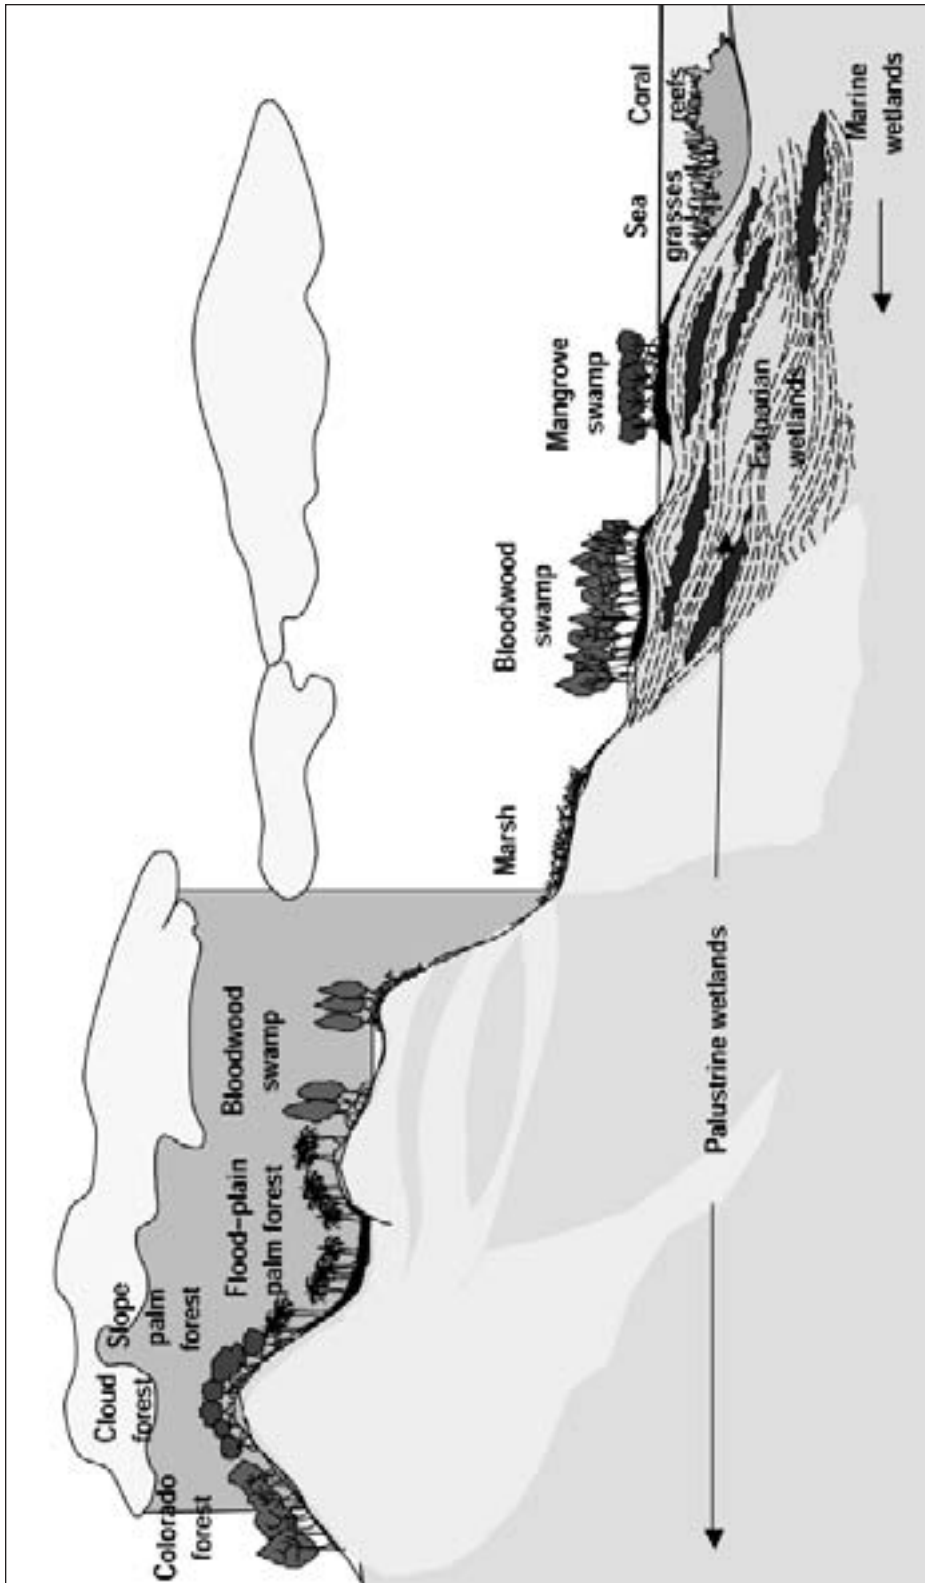 Colorado
forest
Cloud
forest
Slope
palm
forest
Flood-plain
palm forest
Bloodwood
swamp
Marsh
Bloodwood
swamp
Mangrove
swamp
Sea
grasses
Coral
reefs
Palustrine wetlands
Estoarian
wetlands
Marine
wetlands